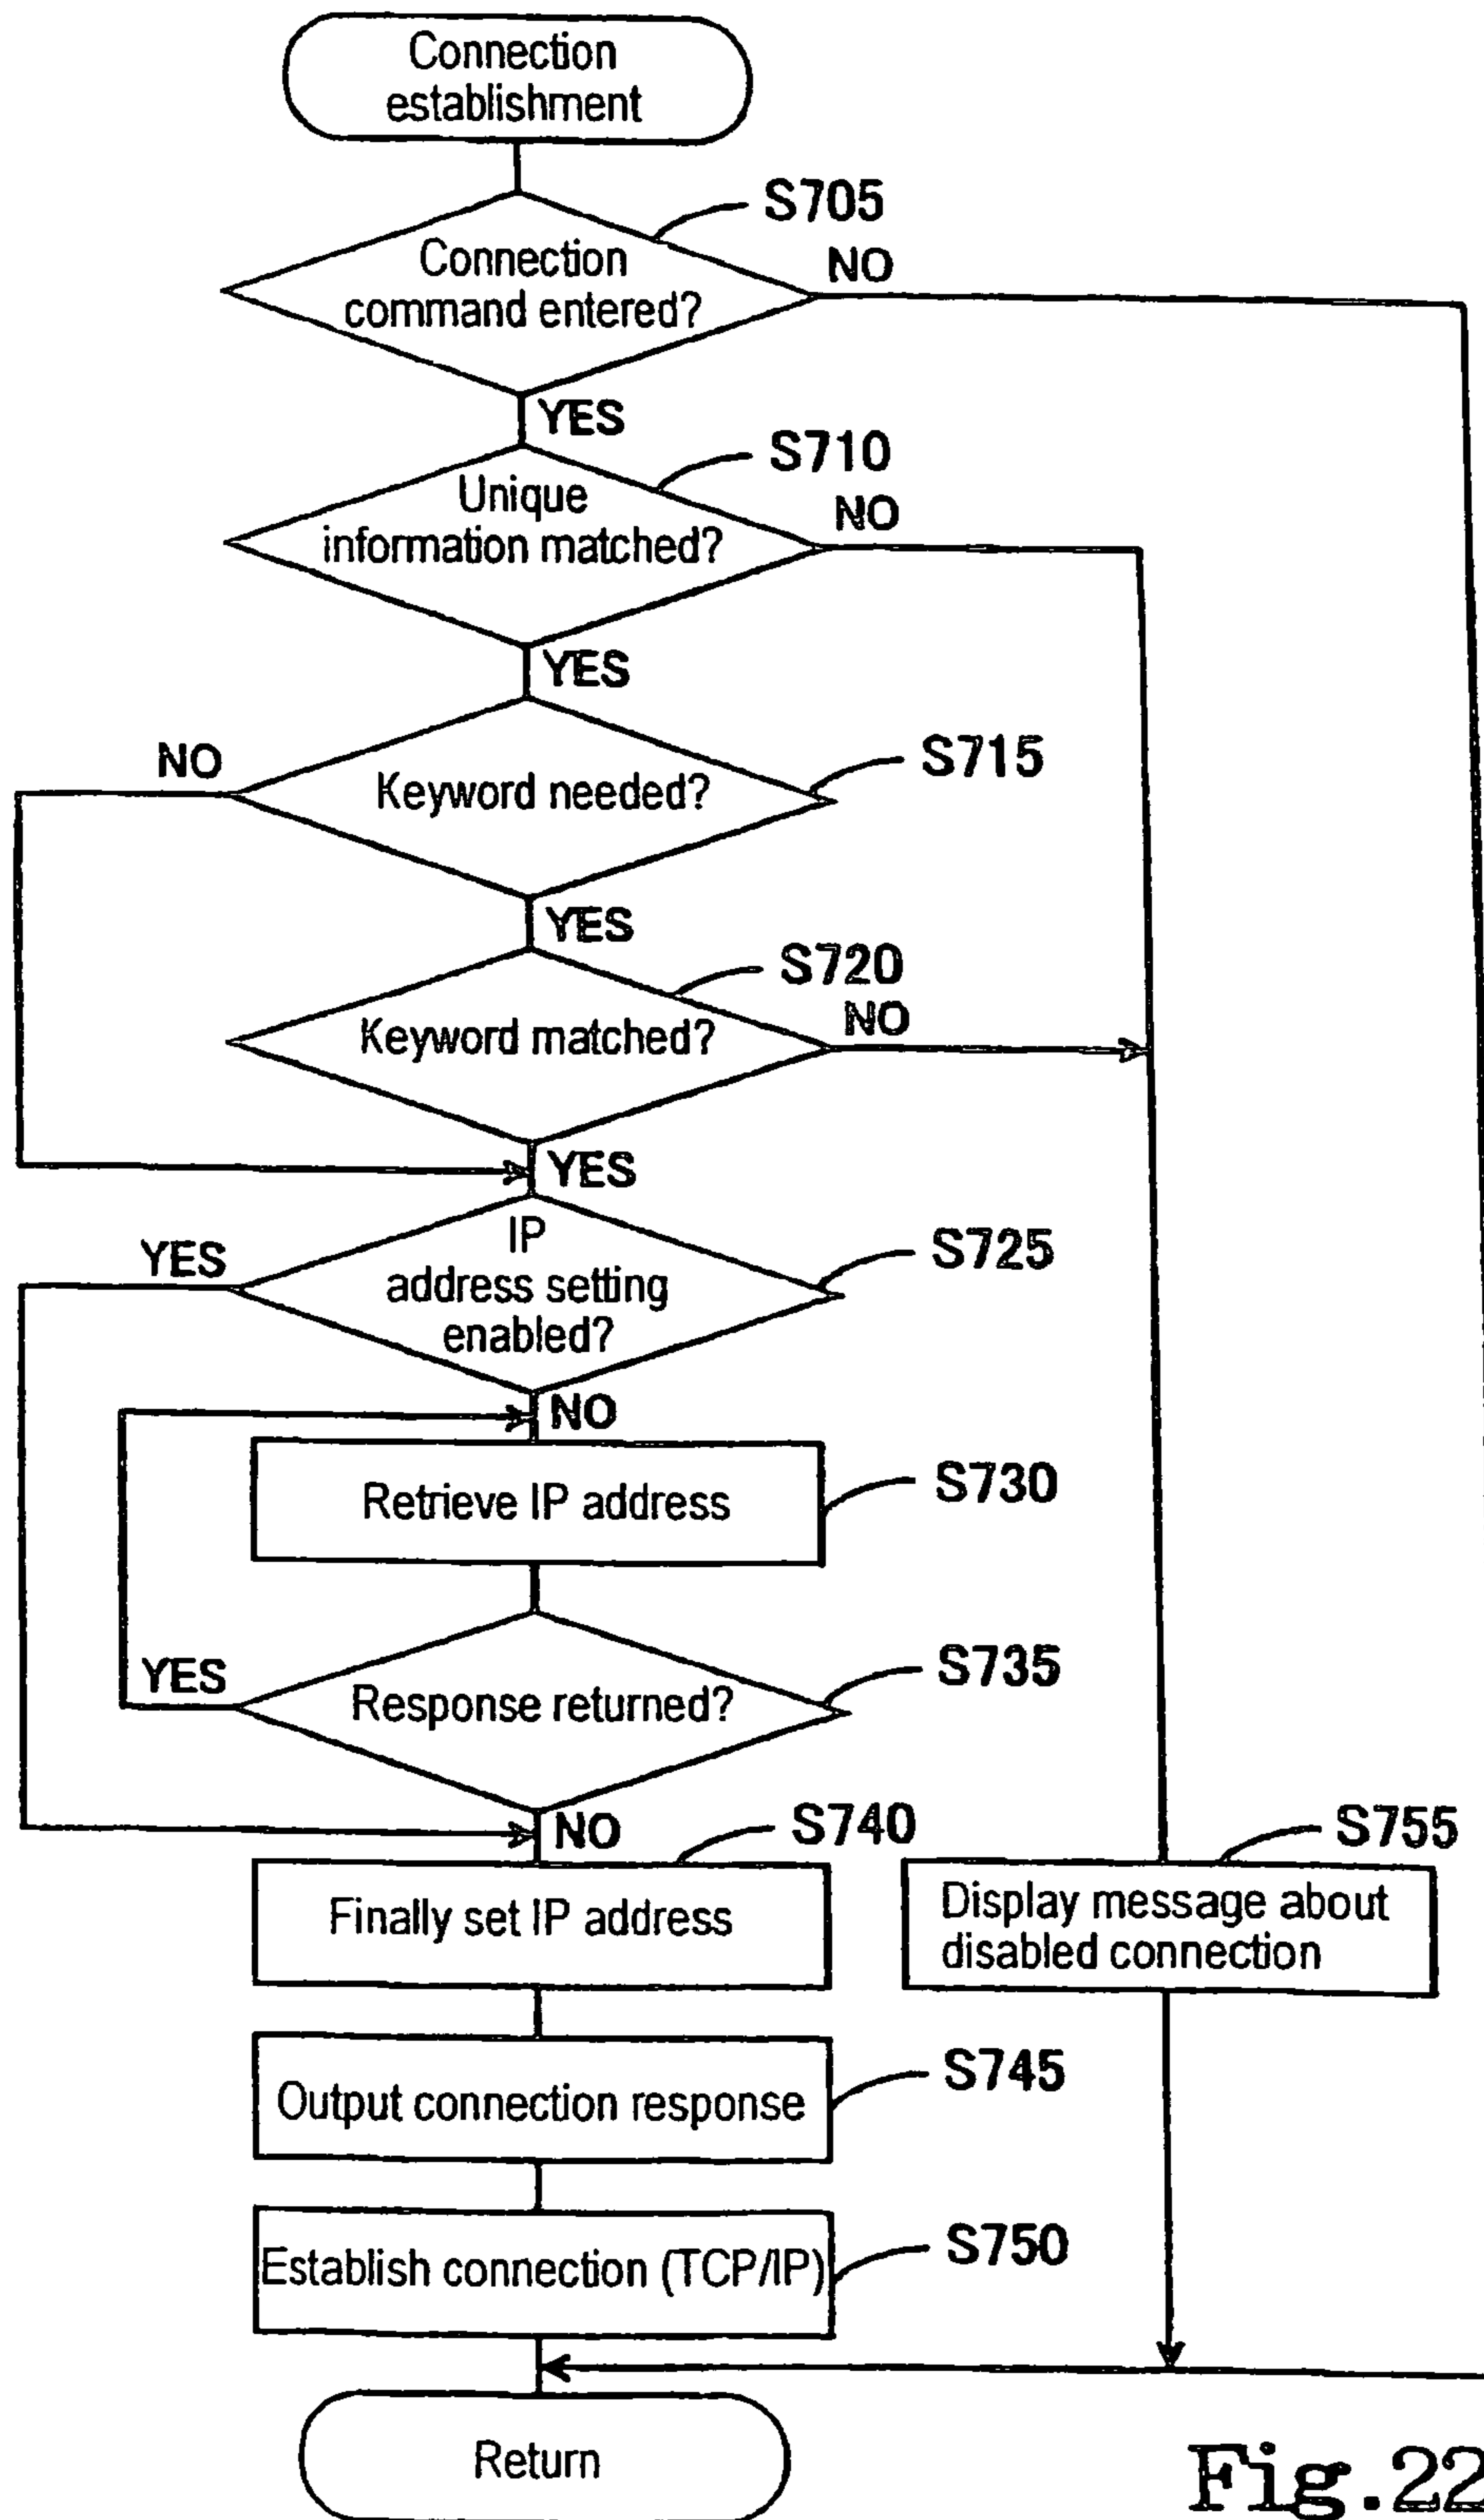 Connection
establishment
S705
Connection
command entered?
NO
YES
S710
Unique
information matched?
NO
YES
NO
Keyword needed?
S715
YES
S720
Keyword matched?
NO
YES
YES
IP
address setting
enabled?
S725
NO
Retrieve IP address
S730
YES
Response returned?
S735
NO
S740
S755
Finally set IP address
Display message about
disabled connection
Output connection response
S745
Establish connection (TCP/IP)
S750
Return
Fig.22